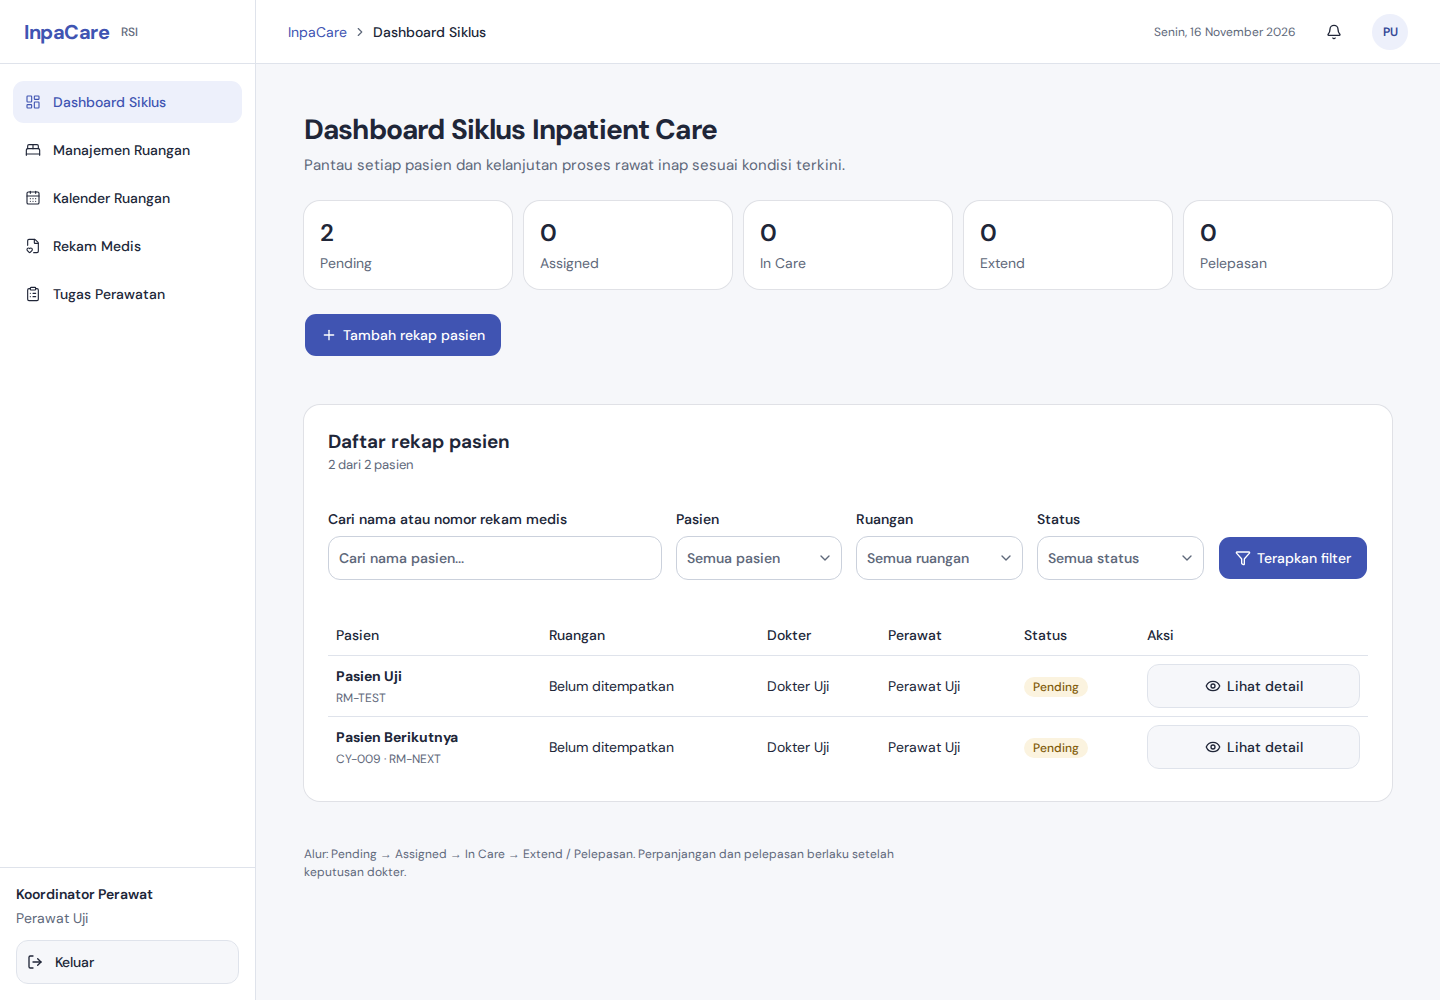 InpaCare RSI
InpaCare > Dashboard Siklus
Senin, 16 November 2026
PU
Dashboard Siklus
Manajemen Ruangan
Kalender Ruangan
Rekam Medis
Tugas Perawatan
Koordinator Perawat
Perawat Uji
Keluar
Dashboard Siklus Inpatient Care
Pantau setiap pasien dan kelanjutan proses rawat inap sesuai kondisi terkini.
2
Pending
0
Assigned
0
In Care
0
Extend
0
Pelepasan
+ Tambah rekap pasien
Daftar rekap pasien
2 dari 2 pasien
Cari nama atau nomor rekam medis
Cari nama pasien...
Pasien
Semua pasien
Ruangan
Semua ruangan
Status
Semua status
Terapkan filter
Pasien Ruangan Dokter Perawat Status Aksi
Pasien Uji
RM-TEST
Belum ditempatkan Dokter Uji Perawat Uji Pending Lihat detail
Pasien Berikutnya
CY-009 · RM-NEXT
Belum ditempatkan Dokter Uji Perawat Uji Pending Lihat detail
Alur: Pending → Assigned → In Care → Extend / Pelepasan. Perpanjangan dan pelepasan berlaku setelah
keputusan dokter.